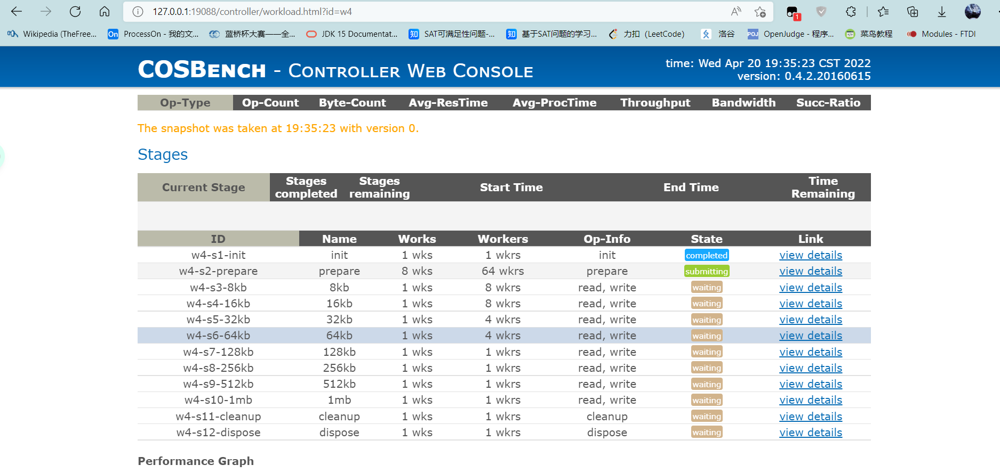 127.0.0.1:19088/controller/workload.html?id=w4
1
Wikipedia (TheFree... On ProcessOn - 我的文... 蓝桥杯大赛——全... JDK 15 Documentat... 知 SAT可满足性问题-... 知 基于SAT问题的学习... 力扣（LeetCode） 洛谷 POJ OpenJudge - 程序... 菜鸟教程 Modules - FTDI
COSBENCH - CONTROLLER WEB CONSOLE
time: Wed Apr 20 19:35:23 CST 2022
version: 0.4.2.20160615
Op-Type Op-Count Byte-Count Avg-ResTime Avg-ProcTime Throughput Bandwidth Succ-Ratio
The snapshot was taken at 19:35:23 with version 0.
Stages
Current Stage Stages completed Stages remaining Start Time End Time Time Remaining
ID Name Works Workers Op-Info State Link
w4-s1-init init 1 wks 1 wkrs init completed view details
w4-s2-prepare prepare 8 wks 64 wkrs prepare submitting view details
w4-s3-8kb 8kb 1 wks 8 wkrs read, write waiting view details
w4-s4-16kb 16kb 1 wks 8 wkrs read, write waiting view details
w4-s5-32kb 32kb 1 wks 4 wkrs read, write waiting view details
w4-s6-64kb 64kb 1 wks 4 wkrs read, write waiting view details
w4-s7-128kb 128kb 1 wks 1 wkrs read, write waiting view details
w4-s8-256kb 256kb 1 wks 1 wkrs read, write waiting view details
w4-s9-512kb 512kb 1 wks 1 wkrs read, write waiting view details
w4-s10-1mb 1mb 1 wks 1 wkrs read, write waiting view details
w4-s11-cleanup cleanup 1 wks 1 wkrs cleanup waiting view details
w4-s12-dispose dispose 1 wks 1 wkrs dispose waiting view details
Performance Graph